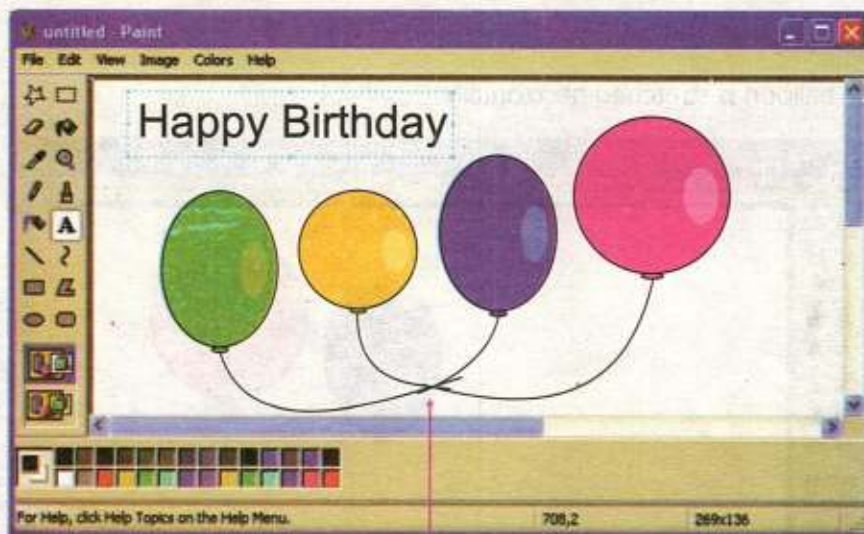 untitled - Paint
File Edit View Image Colors Help
Happy Birthday
A
For Help, click Help Topics on the Help Menu. 708,2 269x136